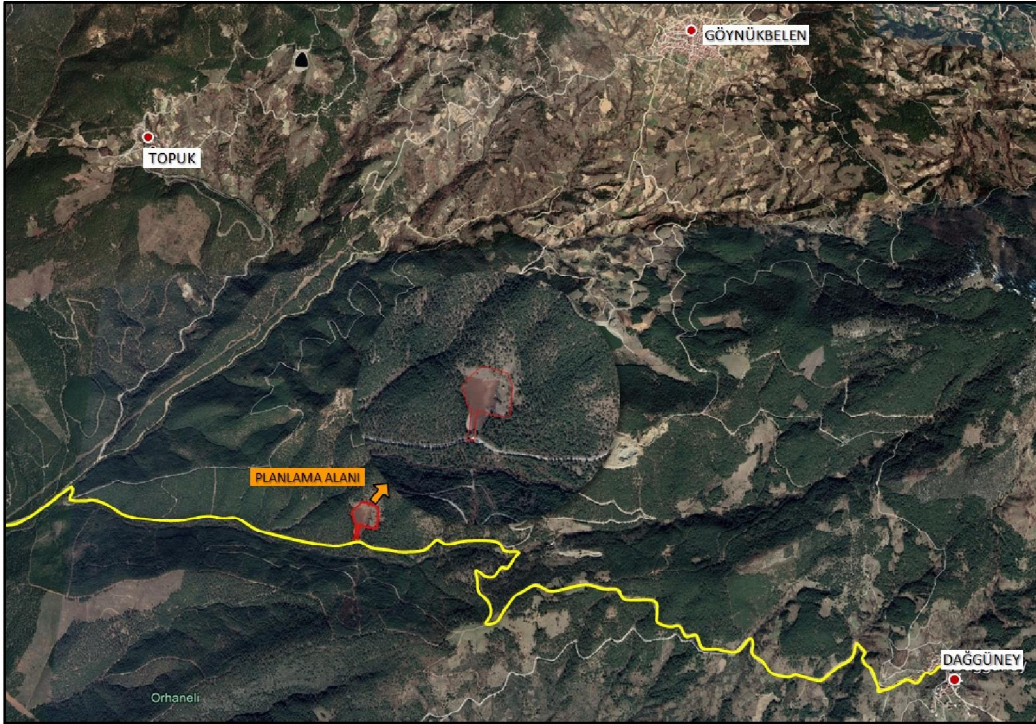 GÖYNÜKBELEN
TOPUK
PLANLAMA ALANI
DAĞGÜNEY
Orhaneli